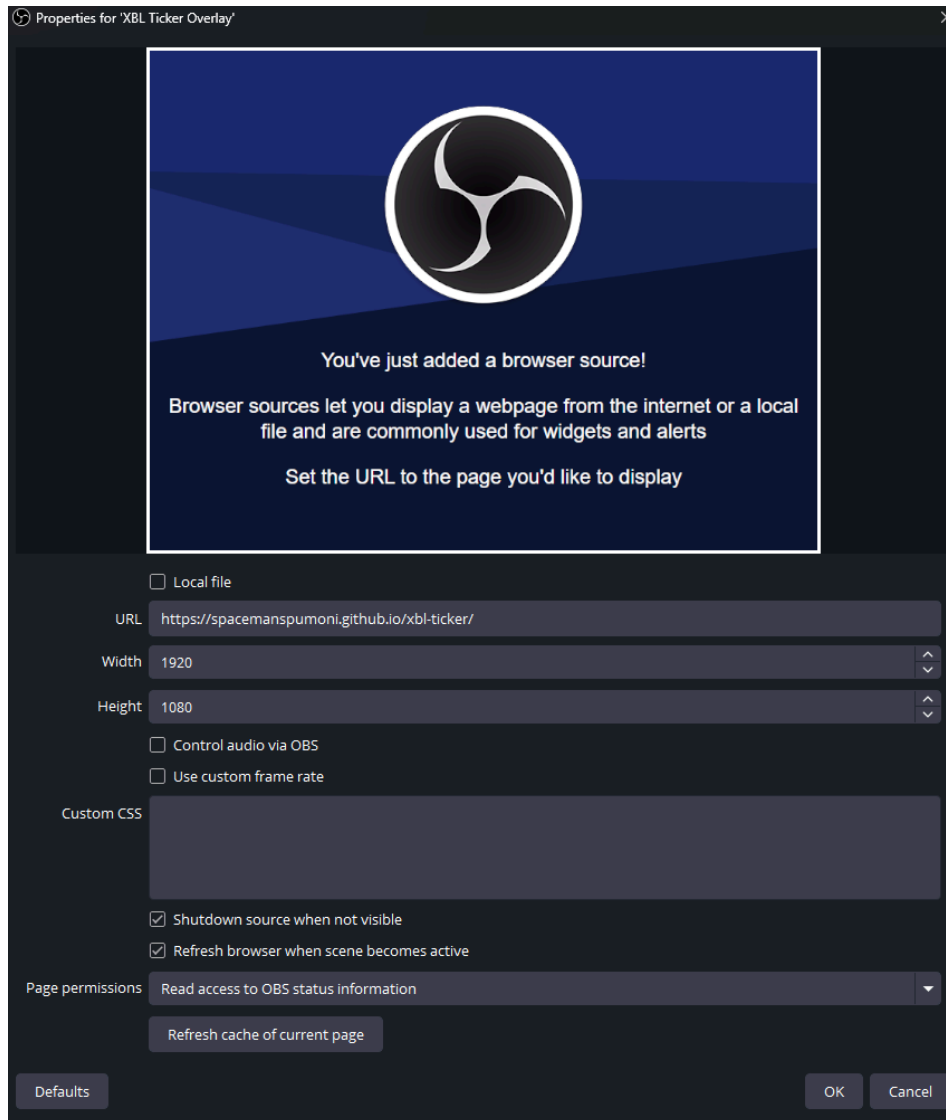 Properties for 'XBL Ticker Overlay'
You've just added a browser source!
Browser sources let you display a webpage from the internet or a local
file and are commonly used for widgets and alerts
Set the URL to the page you'd like to display
Local file
URL https://spacemanspumoni.github.io/xbl-ticker/
Width 1920
Height 1080
Control audio via OBS
Use custom frame rate
Custom CSS
Shutdown source when not visible
Refresh browser when scene becomes active
Page permissions Read access to OBS status information
Refresh cache of current page
Defaults OK Cancel